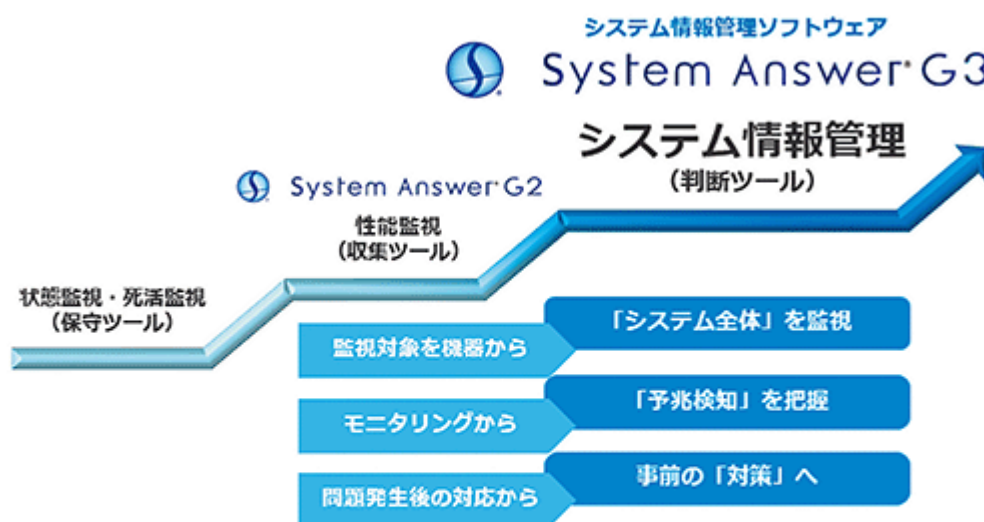 システム情報管理ソフトウェア
System Answer G3
システム情報管理
（判断ツール）
System Answer G2
性能監視
（収集ツール）
状態監視・死活監視
（保守ツール）
監視対象を機器から
「システム全体」を監視
モニタリングから
「予兆検知」を把握
問題発生後の対応から
事前の「対策」へ